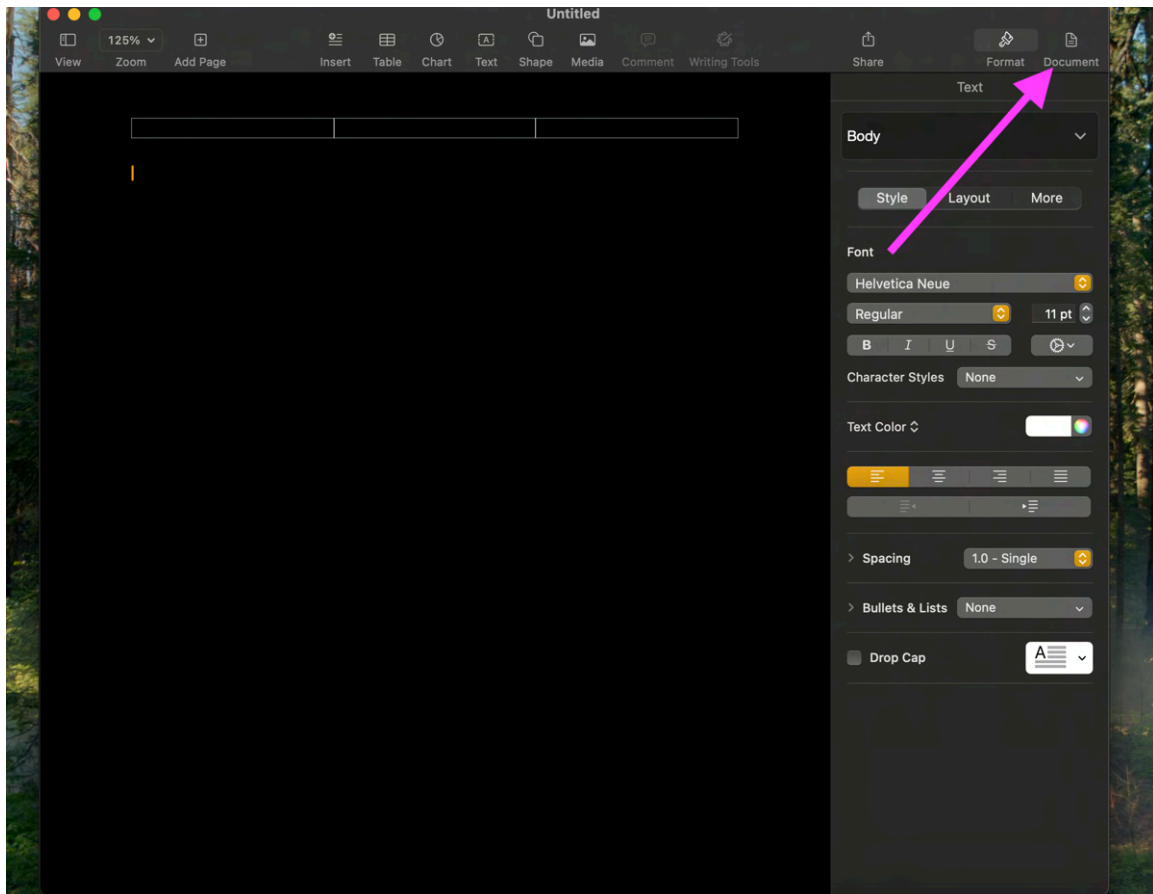 Untitled
125%
View Zoom Add Page Insert Table Chart Text Shape Media Comment Writing Tools Share Format Document
Text
Body
Style Layout More
Font
Helvetica Neue
Regular 11 pt
B I U S
Character Styles None
Text Color
Spacing 1.0 - Single
Bullets & Lists None
Drop Cap A